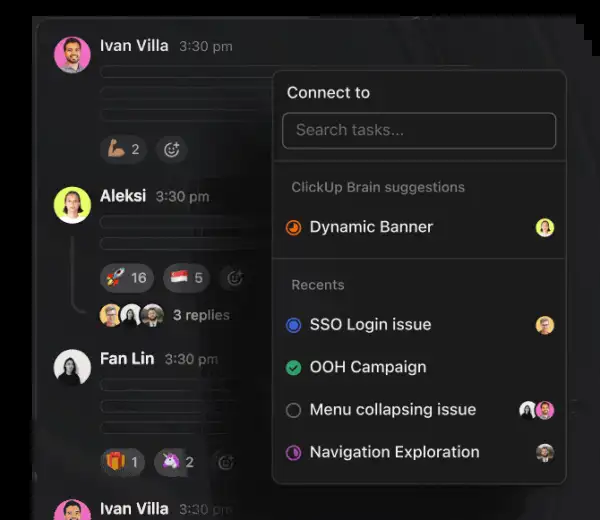 Ivan Villa 3:30 pm
2
Aleksi 3:30 pm
16 5
3 replies
Fan Lin 3:30 pm
1 2
Ivan Villa 3:30 pm
Connect to
Search tasks...
ClickUp Brain suggestions
Dynamic Banner
Recents
SSO Login issue
OOH Campaign
Menu collapsing issue
Navigation Exploration